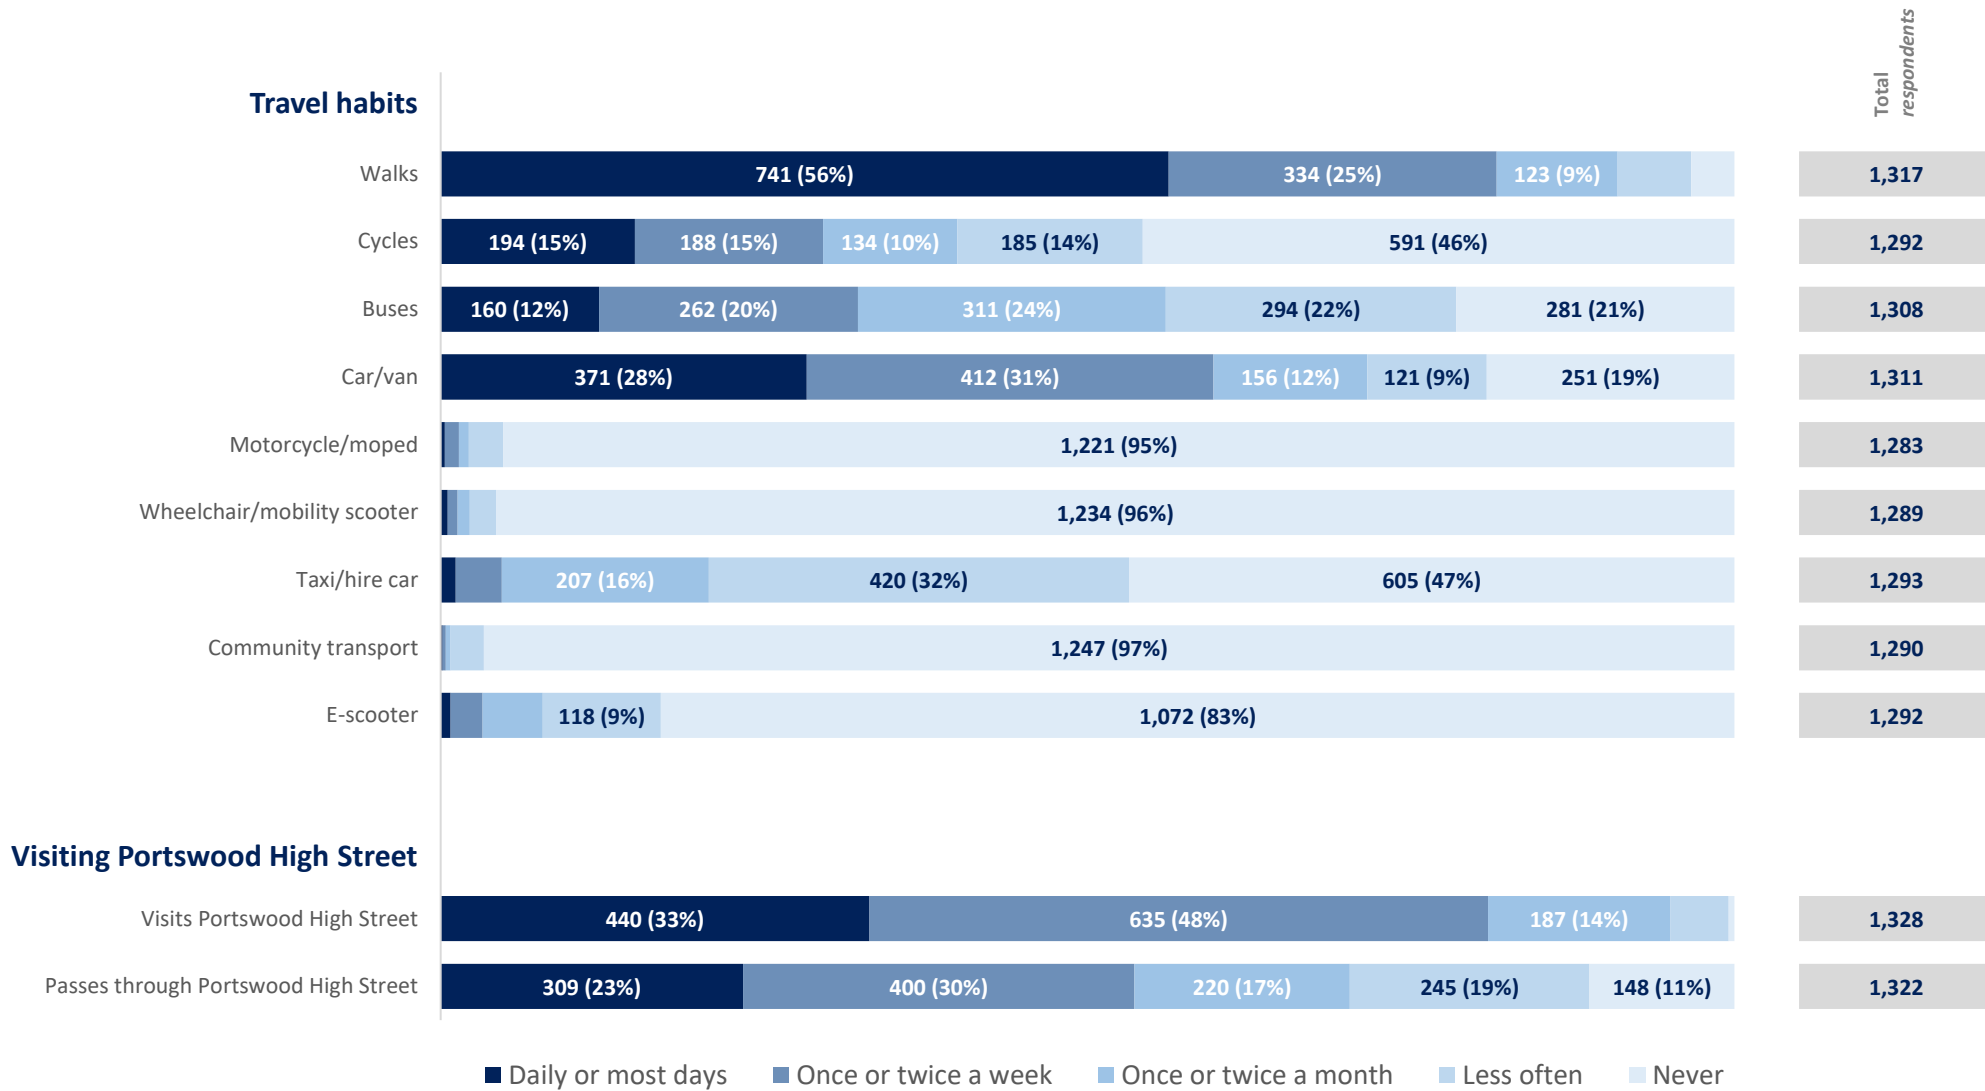 Total
respondents
Travel habits
Walks 741 (56%) 334 (25%) 123 (9%) 1,317
Cycles 194 (15%) 188 (15%) 134 (10%) 185 (14%) 591 (46%) 1,292
Buses 160 (12%) 262 (20%) 311 (24%) 294 (22%) 281 (21%) 1,308
Car/van 371 (28%) 412 (31%) 156 (12%) 121 (9%) 251 (19%) 1,311
Motorcycle/moped 1,221 (95%) 1,283
Wheelchair/mobility scooter 1,234 (96%) 1,289
Taxi/hire car 207 (16%) 420 (32%) 605 (47%) 1,293
Community transport 1,247 (97%) 1,290
E-scooter 118 (9%) 1,072 (83%) 1,292
Visiting Portswood High Street
Visits Portswood High Street 440 (33%) 635 (48%) 187 (14%) 1,328
Passes through Portswood High Street 309 (23%) 400 (30%) 220 (17%) 245 (19%) 148 (11%) 1,322
Daily or most days Once or twice a week Once or twice a month Less often Never